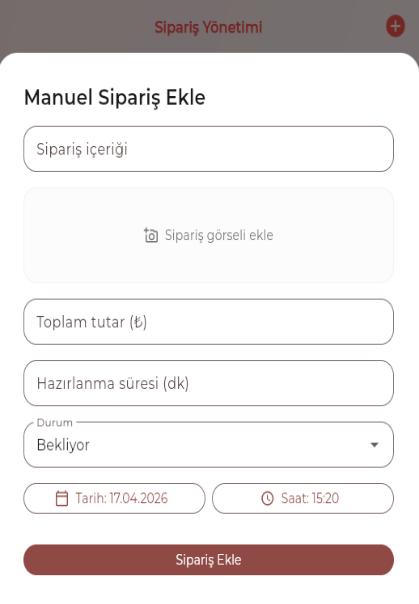 Sipariş Yönetimi
Manuel Sipariş Ekle
Sipariş içeriği
Sipariş görseli ekle
Toplam tutar (₺)
Hazırlanma süresi (dk)
Durum
Bekliyor
Tarih: 17.04.2026
Saat: 15:20
Sipariş Ekle